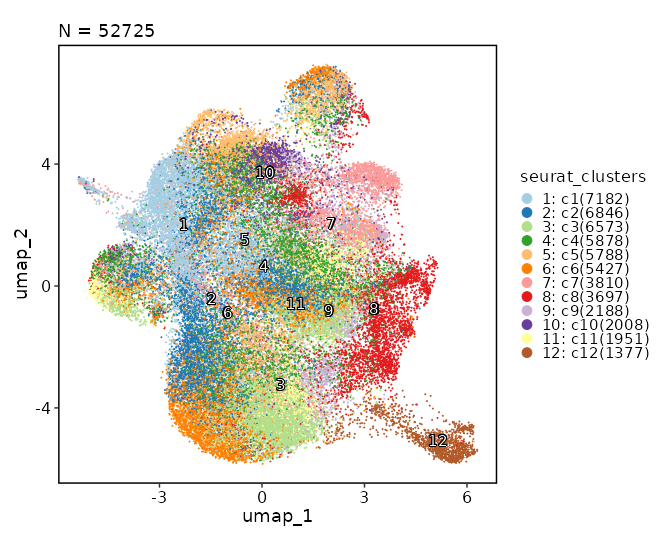 N = 52725
umap_2
4
0
-4
-3
0
3
6
umap_1
10
1
7
5
4
2
11
6
9
8
3
12
seurat_clusters
1: c1(7182)
2: c2(6846)
3: c3(6573)
4: c4(5878)
5: c5(5788)
6: c6(5427)
7: c7(3810)
8: c8(3697)
9: c9(2188)
10: c10(2008)
11: c11(1951)
12: c12(1377)